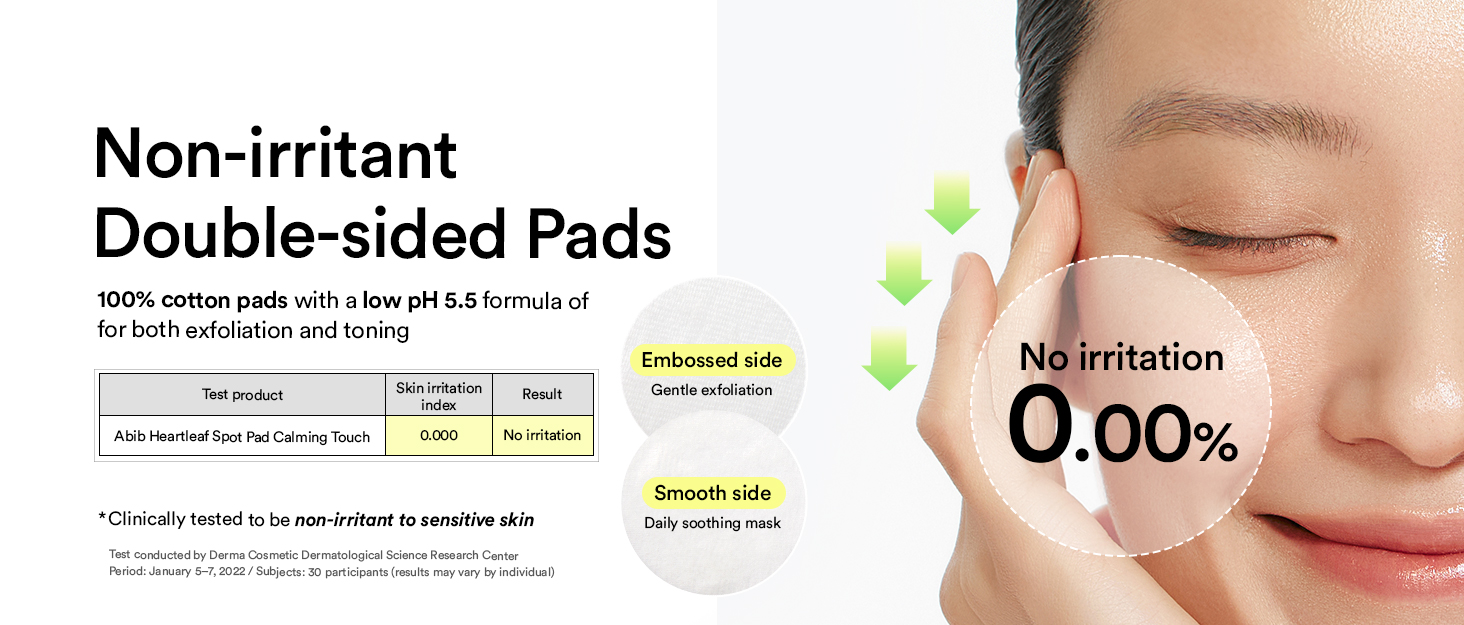 Non-irritant
Double-sided Pads
100% cotton pads with a low pH 5.5 formula of
for both exfoliation and toning
Test product
Skin irritation
index
Result
Abib Heartleaf Spot Pad Calming Touch
0.000
No irritation
*Clinically tested to be non-irritant to sensitive skin
Test conducted by Derma Cosmetic Dermatological Science Research Center
Period: January 5–7, 2022 / Subjects: 30 participants (results may vary by individual)
Embossed side
Gentle exfoliation
Smooth side
Daily soothing mask
No irritation
0.00%